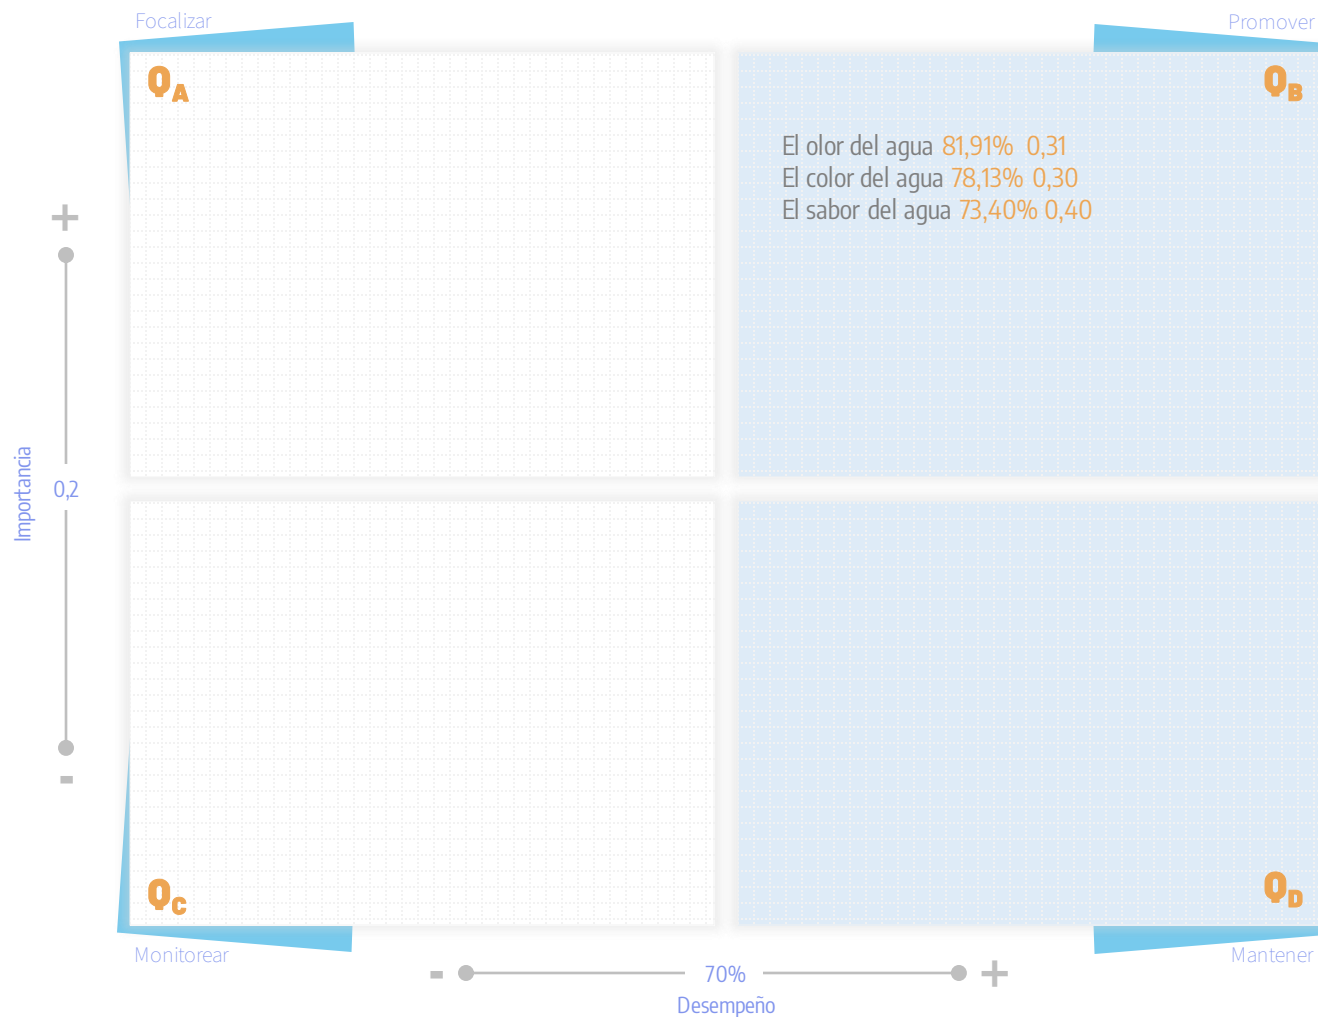 Focalizar
Promover
QA
QB
El olor del agua 81,91% 0,31
El color del agua 78,13% 0,30
El sabor del agua 73,40% 0,40
+
Importancia
0,2
-
QC
QD
Monitorear
Mantener
- 70% +
Desempeño